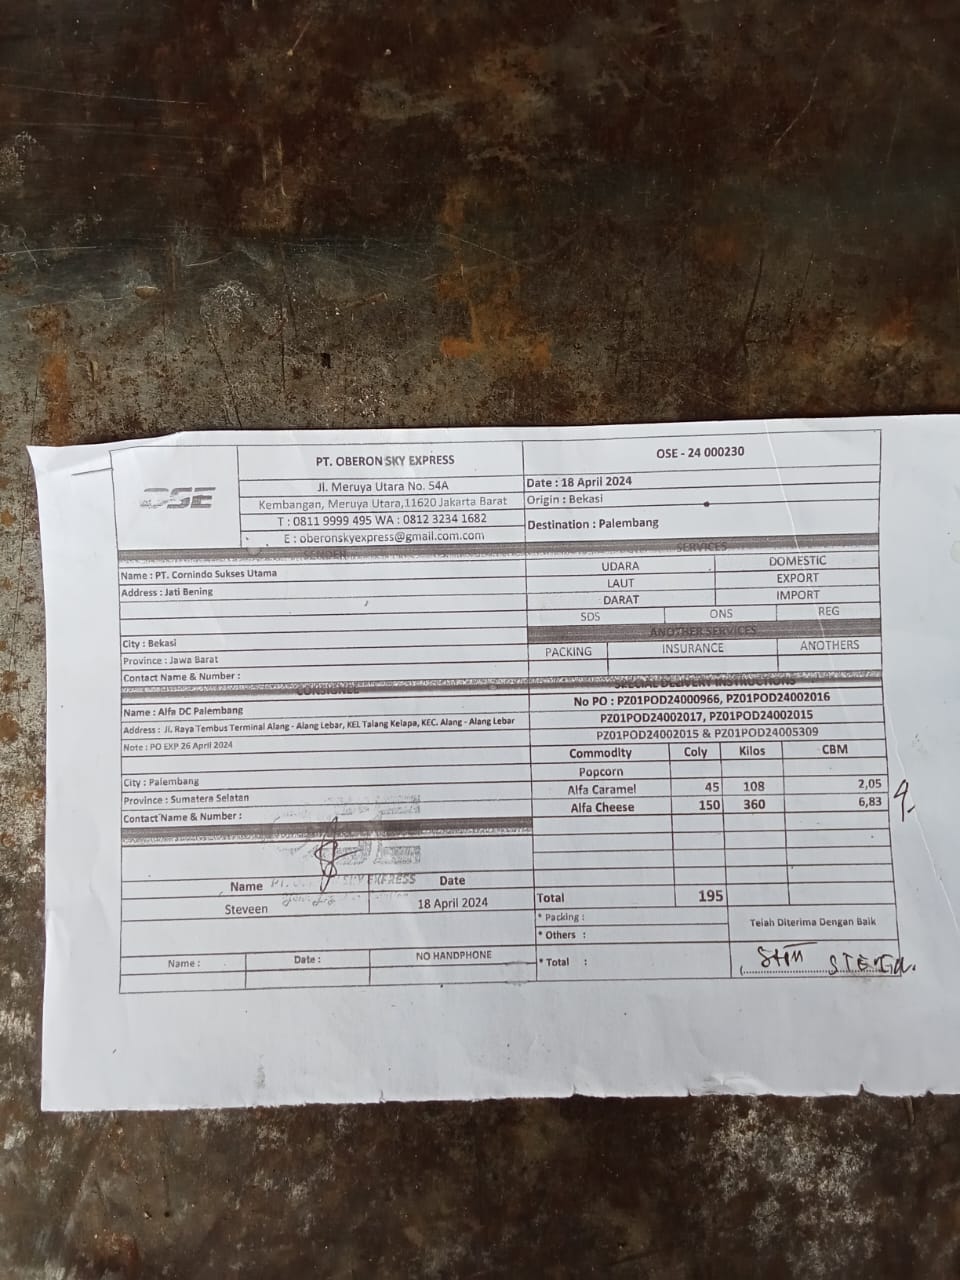 OSE
PT. OBERON SKY EXPRESS
Jl. Meruya Utara No. 54A
Kembangan, Meruya Utara,11620 Jakarta Barat
T : 0811 9999 495 WA : 0812 3234 1682
E : oberonskyexpress@gmail.com.com
OSE - 24 000230
Date : 18 April 2024
Origin : Bekasi
Destination : Palembang
SENDER
Name : PT. Cornindo Sukses Utama
Address : Jati Bening
City : Bekasi
Province : Jawa Barat
Contact Name & Number :
SERVICES
UDARA DOMESTIC
LAUT EXPORT
DARAT IMPORT
SDS ONS REG
ANOTHER SERVICES
PACKING INSURANCE ANOTHERS
CONSIGNEE
Name : Alfa DC Palembang
Address : Jl. Raya Tembus Terminal Alang - Alang Lebar, KEL Talang Kelapa, KEC. Alang - Alang Lebar
Note : PO EXP 26 April 2024
City : Palembang
Province : Sumatera Selatan
Contact Name & Number :
SPECIAL DELIVERY INSTRUCTIONS
No PO : PZ01POD24000966, PZ01POD24002016
PZ01POD24002017, PZ01POD24002015
PZ01POD24002015 & PZ01POD24005309
Commodity Coly Kilos CBM
Popcorn
Alfa Caramel 45 108 2,05
Alfa Cheese 150 360 6,83
Total 195
SKY EXPRESS
Name Date
Steveen 18 April 2024
Name : Date : NO HANDPHONE
* Packing :
* Others :
* Total :
Telah Diterima Dengan Baik